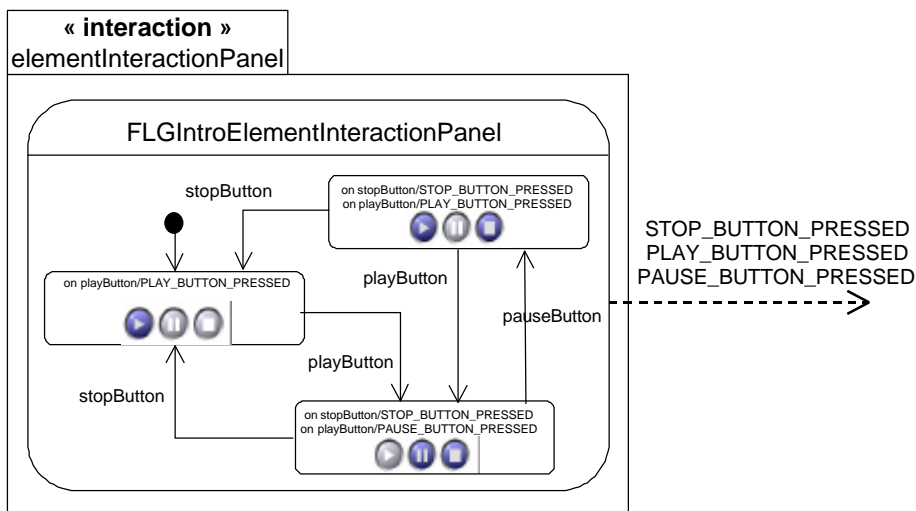 « interaction »
elementInteractionPanel
FLGIntroElementInteractionPanel
stopButton
on stopButton/STOP_BUTTON_PRESSED
on playButton/PLAY_BUTTON_PRESSED
STOP_BUTTON_PRESSED
PLAY_BUTTON_PRESSED
PAUSE_BUTTON_PRESSED
playButton
on playButton/PLAY_BUTTON_PRESSED
pauseButton
playButton
stopButton
on stopButton/STOP_BUTTON_PRESSED
on playButton/PAUSE_BUTTON_PRESSED